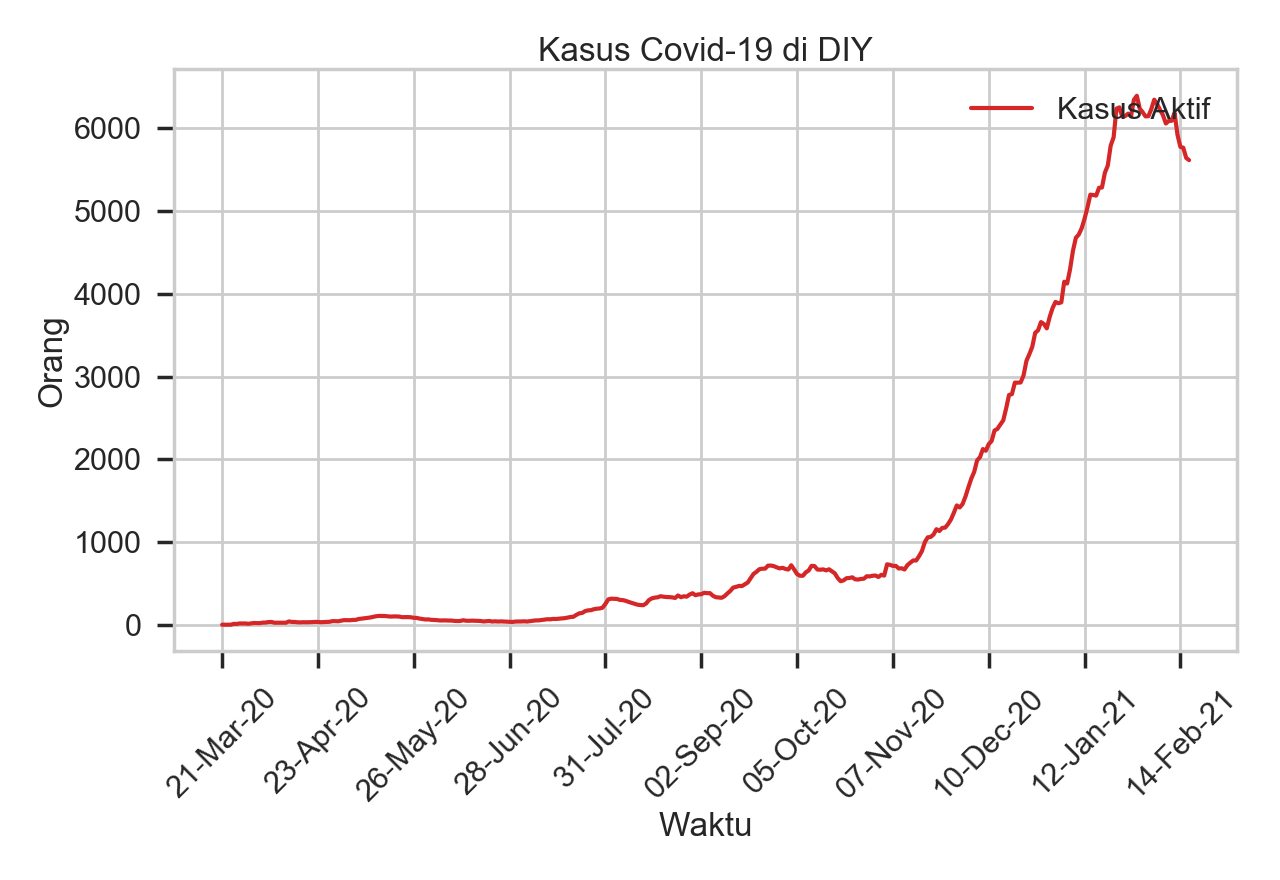 Kasus Covid-19 di DIY
Kasus Aktif
6000
5000
4000
3000
2000
1000
0
Orang
21-Mar-20
23-Apr-20
26-May-20
28-Jun-20
31-Jul-20
02-Sep-20
05-Oct-20
07-Nov-20
10-Dec-20
12-Jan-21
14-Feb-21
Waktu